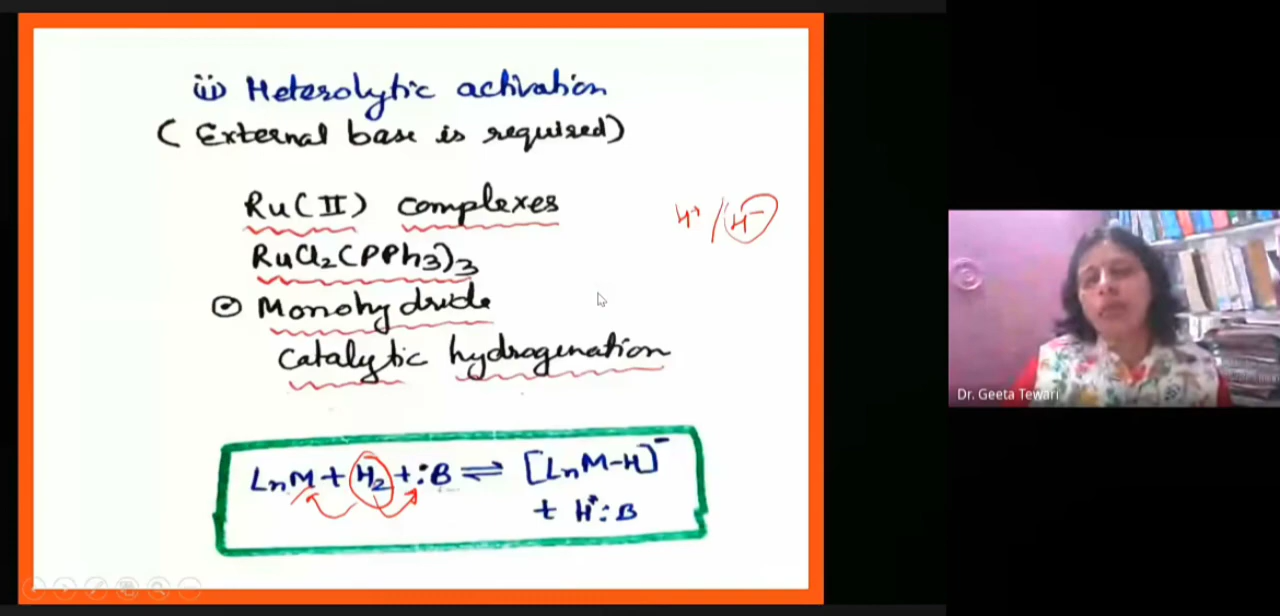 ii) Heterolytic activation
( External base is required)
Ru(II) complexes
H⁺/H⁻
RuCl₂(PPh₃)₃
⊙ Monohydride
catalytic hydrogenation
LnM + H₂ + :B ⇌ [LnM-H]⁻
+ H⁺:B
Dr. Geeta Tewari